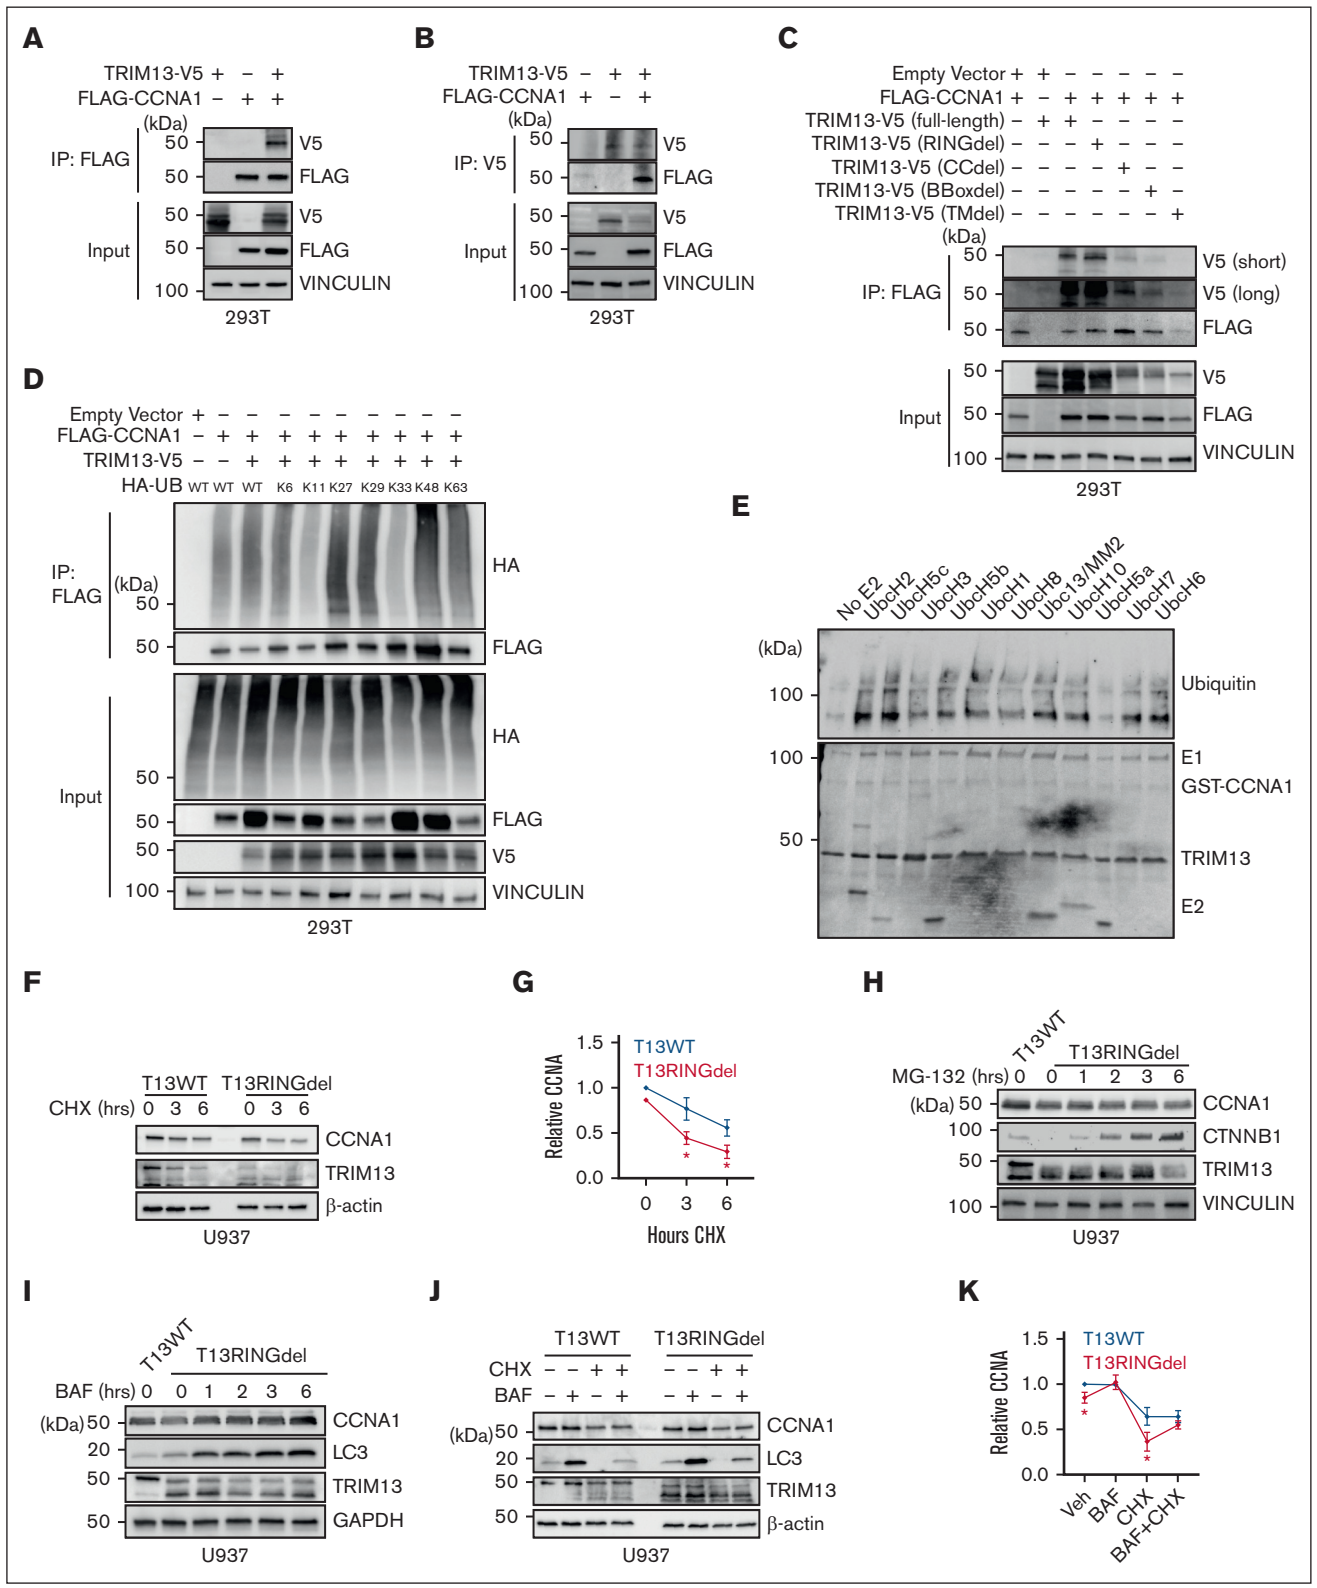 A
TRIM13-V5 + – +
FLAG-CCNA1 – + +
(kDa)
IP: FLAG
50 V5
50 FLAG
Input
50 V5
50 FLAG
100 VINCULIN
293T
B
TRIM13-V5 – + +
FLAG-CCNA1 + – +
(kDa)
IP: V5
50 V5
50 FLAG
Input
50 V5
50 FLAG
100 VINCULIN
293T
C
Empty Vector + + – – – – –
FLAG-CCNA1 + – + + + + +
TRIM13-V5 (full-length) – + + – – – –
TRIM13-V5 (RINGdel) – – – + – – –
TRIM13-V5 (CCdel) – – – – + – –
TRIM13-V5 (BBoxdel) – – – – – + –
TRIM13-V5 (TMdel) – – – – – – +
(kDa)
IP: FLAG
50 V5 (short)
50 V5 (long)
50 FLAG
Input
50 V5
50 FLAG
100 VINCULIN
293T
D
Empty Vector + – – – – – – – – –
FLAG-CCNA1 – + + + + + + + + +
TRIM13-V5 – – + + + + + + + +
HA-UB WT WT WT K6 K11 K27 K29 K33 K48 K63
IP:
FLAG
(kDa)
50 HA
50 FLAG
Input
50 HA
50 FLAG
50 V5
100 VINCULIN
293T
E
No E2 UbcH2 UbcH5c UbcH3 UbcH5b UbcH1 UbcH8 Ubc13/MM2 UbcH10 UbcH5a UbcH7 UbcH6
(kDa)
100 Ubiquitin
100 E1
GST-CCNA1
50
TRIM13
E2
F
T13WT T13RINGdel
CHX (hrs) 0 3 6 0 3 6
CCNA1
TRIM13
β-actin
U937
G
Relative CCNA
1.5
1.0
0.5
0.0
T13WT
T13RINGdel
* *
0 3 6
Hours CHX
H
T13WT
T13RINGdel
MG-132 (hrs) 0 0 1 2 3 6
(kDa) 50 CCNA1
100 CTNNB1
50 TRIM13
100 VINCULIN
U937
I
T13WT
T13RINGdel
BAF (hrs) 0 0 1 2 3 6
(kDa) 50 CCNA1
20 LC3
50 TRIM13
50 GAPDH
U937
J
T13WT T13RINGdel
CHX – – + + – – + +
BAF – + – + – + – +
(kDa) 50 CCNA1
20 LC3
50 TRIM13
50 β-actin
U937
K
Relative CCNA
1.5
1.0
0.5
0.0
T13WT
T13RINGdel
* *
Veh BAF CHX BAF+CHX